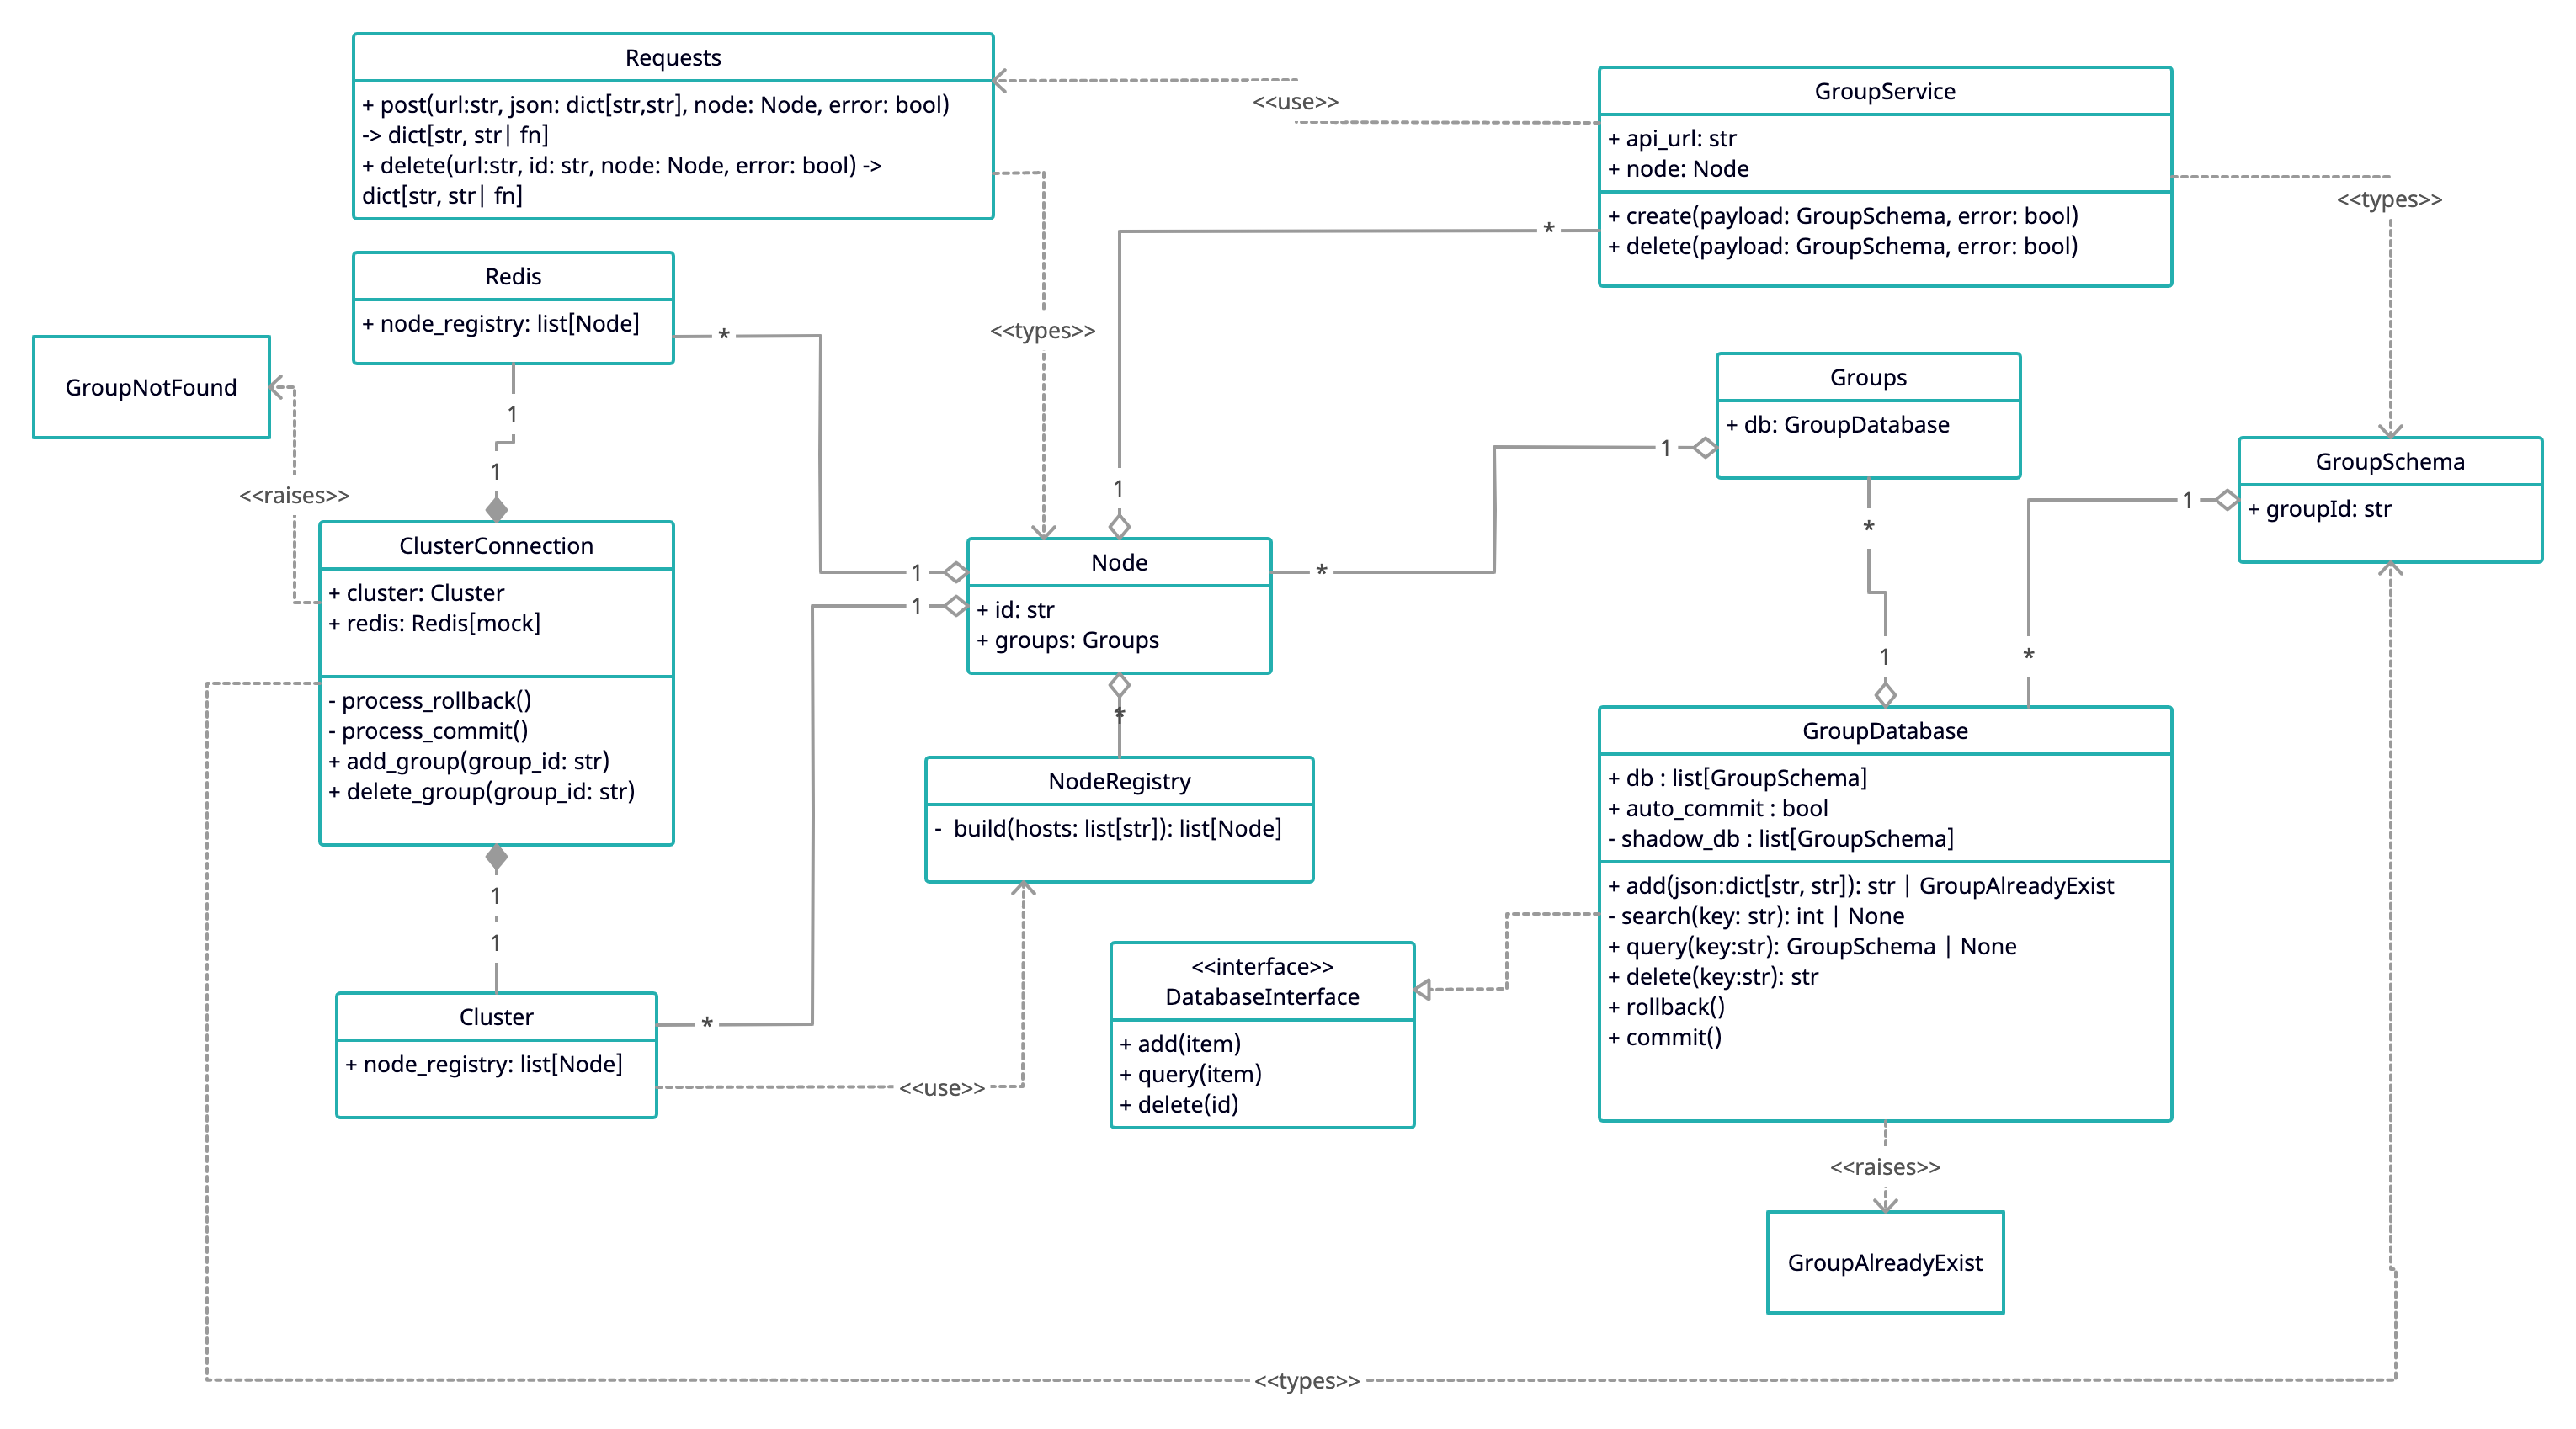 Requests
+ post(url:str, json: dict[str,str], node: Node, error: bool)
-> dict[str, str| fn]
+ delete(url:str, id: str, node: Node, error: bool) ->
dict[str, str| fn]
<<use>>
GroupService
+ api_url: str
+ node: Node
+ create(payload: GroupSchema, error: bool)
+ delete(payload: GroupSchema, error: bool)
<<types>>
*
Redis
+ node_registry: list[Node]
*
<<types>>
GroupNotFound
<<raises>>
1
1
1
Groups
+ db: GroupDatabase
1
*
GroupSchema
+ groupId: str
1
ClusterConnection
+ cluster: Cluster
+ redis: Redis[mock]
- process_rollback()
- process_commit()
+ add_group(group_id: str)
+ delete_group(group_id: str)
1
1
Node
+ id: str
+ groups: Groups
*
1
*
1
*
NodeRegistry
- build(hosts: list[str]): list[Node]
GroupDatabase
+ db : list[GroupSchema]
+ auto_commit : bool
- shadow_db : list[GroupSchema]
+ add(json:dict[str, str]): str | GroupAlreadyExist
- search(key: str): int | None
+ query(key:str): GroupSchema | None
+ delete(key:str): str
+ rollback()
+ commit()
1
1
Cluster
+ node_registry: list[Node]
*
<<use>>
<<interface>>
DatabaseInterface
+ add(item)
+ query(item)
+ delete(id)
<<raises>>
GroupAlreadyExist
<<types>>